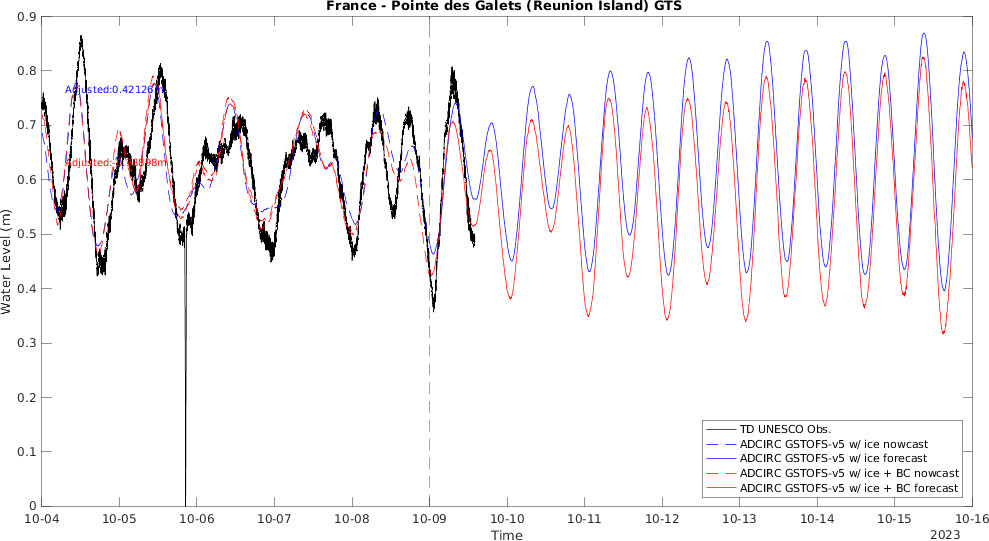 France - Pointe des Galets (Reunion Island) GTS
0.9
0.8
0.7
0.6
0.5
0.4
0.3
0.2
0.1
0
Water Level (m)
Adjusted:0.42126m
TD UNESCO Obs.
ADCIRC GSTOFS-v5 w/ ice nowcast
ADCIRC GSTOFS-v5 w/ ice forecast
ADCIRC GSTOFS-v5 w/ ice + BC nowcast
ADCIRC GSTOFS-v5 w/ ice + BC forecast
10-04 10-05 10-06 10-07 10-08 10-09 10-10 10-11 10-12 10-13 10-14 10-15 10-16
Time
2023